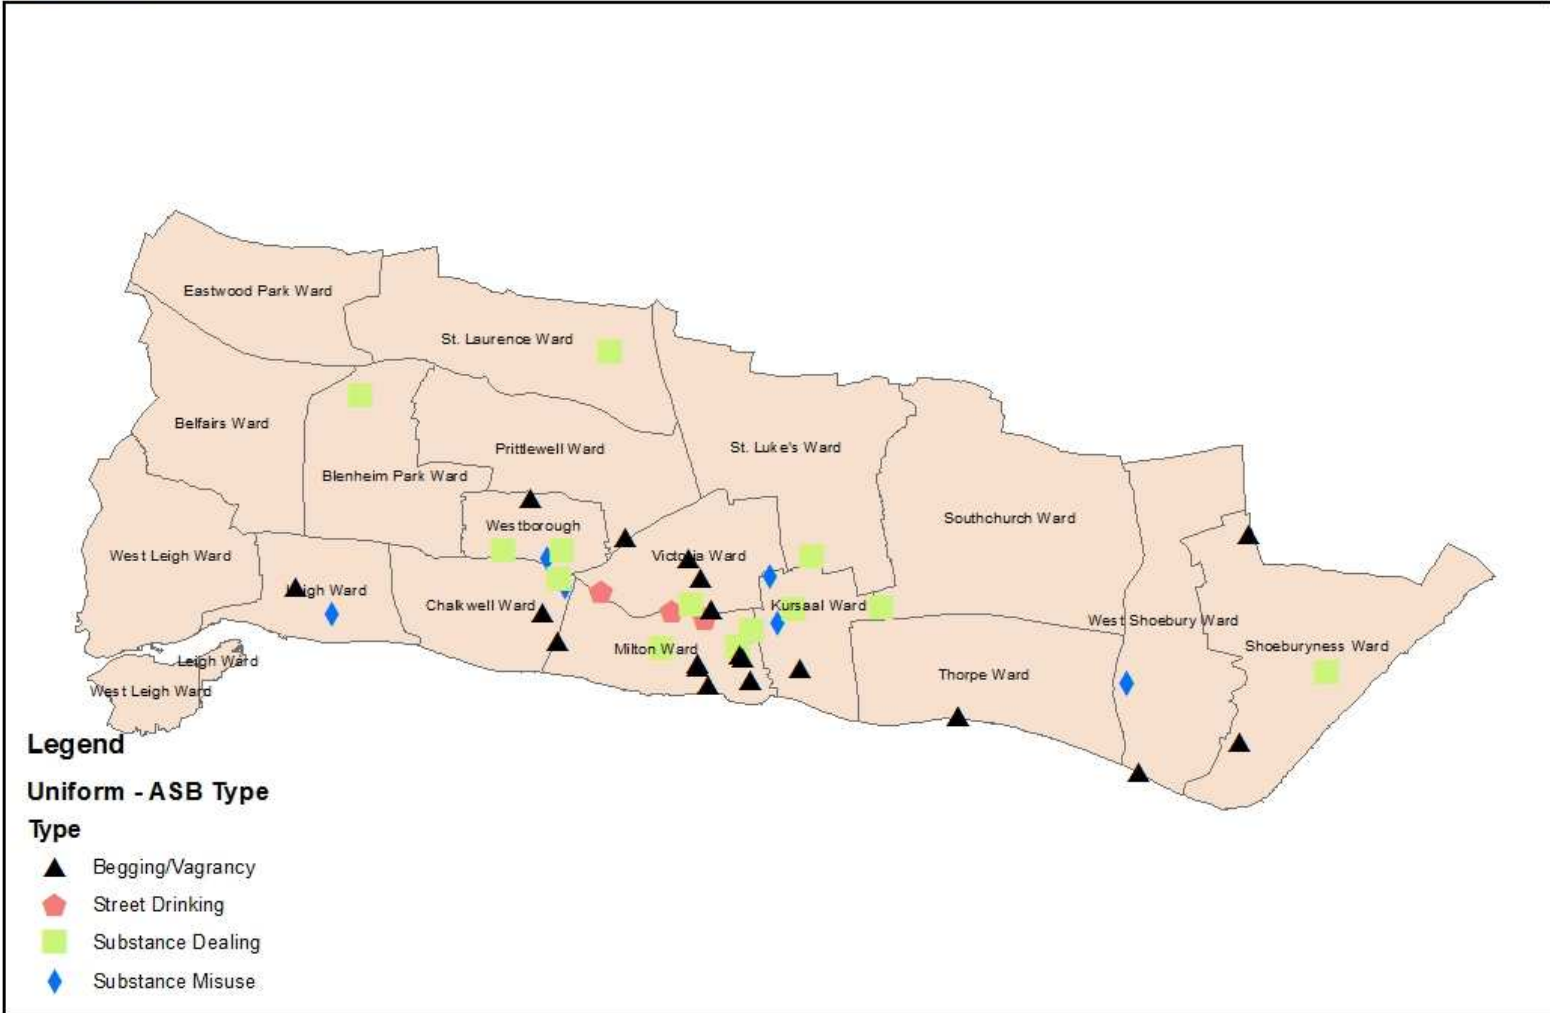 Eastwood Park Ward
St. Laurence Ward
Belfairs Ward
Prittlewell Ward
St. Luke's Ward
Blenheim Park Ward
Southchurch Ward
Westborough
West Leigh Ward
Victoria Ward
Leigh Ward
Chalkwell Ward
Kursaal Ward
West Shoebury Ward
Milton Ward
Shoeburyness Ward
Leigh Ward
Thorpe Ward
West Leigh Ward
Legend
Uniform - ASB Type
Type
Begging/Vagrancy
Street Drinking
Substance Dealing
Substance Misuse